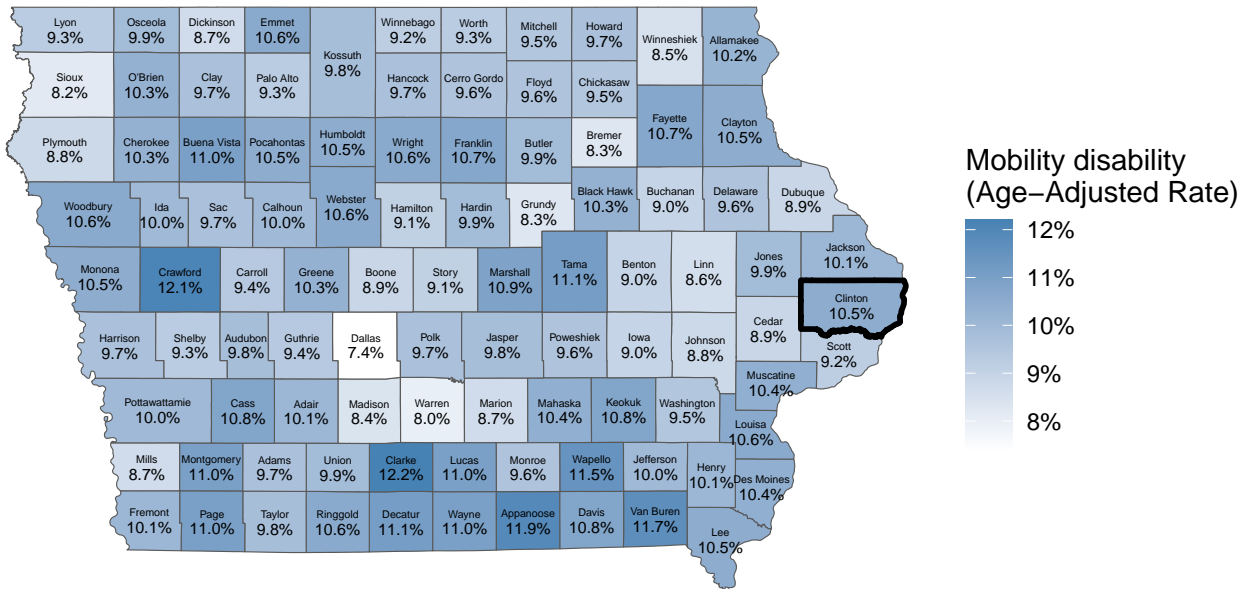 Lyon
9.3%
Osceola
9.9%
Dickinson
8.7%
Emmet
10.6%
Kossuth
9.8%
Winnebago
9.2%
Worth
9.3%
Mitchell
9.5%
Howard
9.7%
Winneshiek
8.5%
Allamakee
10.2%
Sioux
8.2%
O'Brien
10.3%
Clay
9.7%
Palo Alto
9.3%
Hancock
9.7%
Cerro Gordo
9.6%
Floyd
9.6%
Chickasaw
9.5%
Fayette
10.7%
Clayton
10.5%
Plymouth
8.8%
Cherokee
10.3%
Buena Vista
11.0%
Pocahontas
10.5%
Humboldt
10.5%
Wright
10.6%
Franklin
10.7%
Butler
9.9%
Bremer
8.3%
Woodbury
10.6%
Ida
10.0%
Sac
9.7%
Calhoun
10.0%
Webster
10.6%
Hamilton
9.1%
Hardin
9.9%
Grundy
8.3%
Black Hawk
10.3%
Buchanan
9.0%
Delaware
9.6%
Dubuque
8.9%
Monona
10.5%
Crawford
12.1%
Carroll
9.4%
Greene
10.3%
Boone
8.9%
Story
9.1%
Marshall
10.9%
Tama
11.1%
Benton
9.0%
Linn
8.6%
Jones
9.9%
Jackson
10.1%
Clinton
10.5%
Harrison
9.7%
Shelby
9.3%
Audubon
9.8%
Guthrie
9.4%
Dallas
7.4%
Polk
9.7%
Jasper
9.8%
Poweshiek
9.6%
Iowa
9.0%
Johnson
8.8%
Cedar
8.9%
Scott
9.2%
Muscatine
10.4%
Pottawattamie
10.0%
Cass
10.8%
Adair
10.1%
Madison
8.4%
Warren
8.0%
Marion
8.7%
Mahaska
10.4%
Keokuk
10.8%
Washington
9.5%
Louisa
10.6%
Mills
8.7%
Montgomery
11.0%
Adams
9.7%
Union
9.9%
Clarke
12.2%
Lucas
11.0%
Monroe
9.6%
Wapello
11.5%
Jefferson
10.0%
Henry
10.1%
Des Moines
10.4%
Fremont
10.1%
Page
11.0%
Taylor
9.8%
Ringgold
10.6%
Decatur
11.1%
Wayne
11.0%
Appanoose
11.9%
Davis
10.8%
Van Buren
11.7%
Lee
10.5%
Mobility disability
(Age−Adjusted Rate)
12%
11%
10%
9%
8%